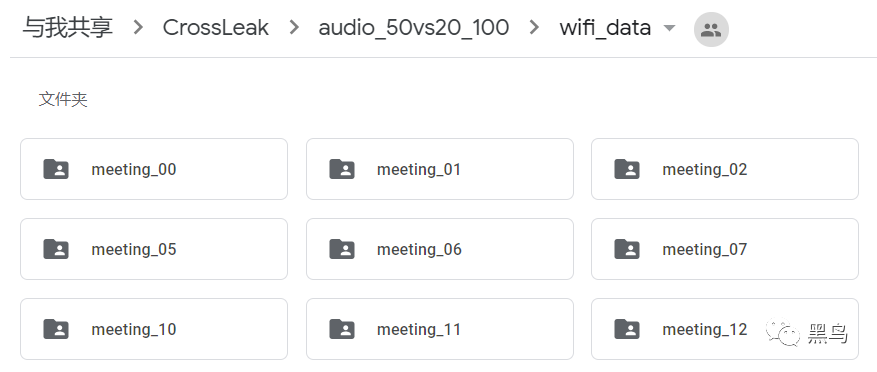 与我共享 > CrossLeak > audio_50vs20_100 > wifi_data
文件夹
meeting_00 meeting_01 meeting_02
meeting_05 meeting_06 meeting_07
meeting_10 meeting_11 meeting_12
黑鸟